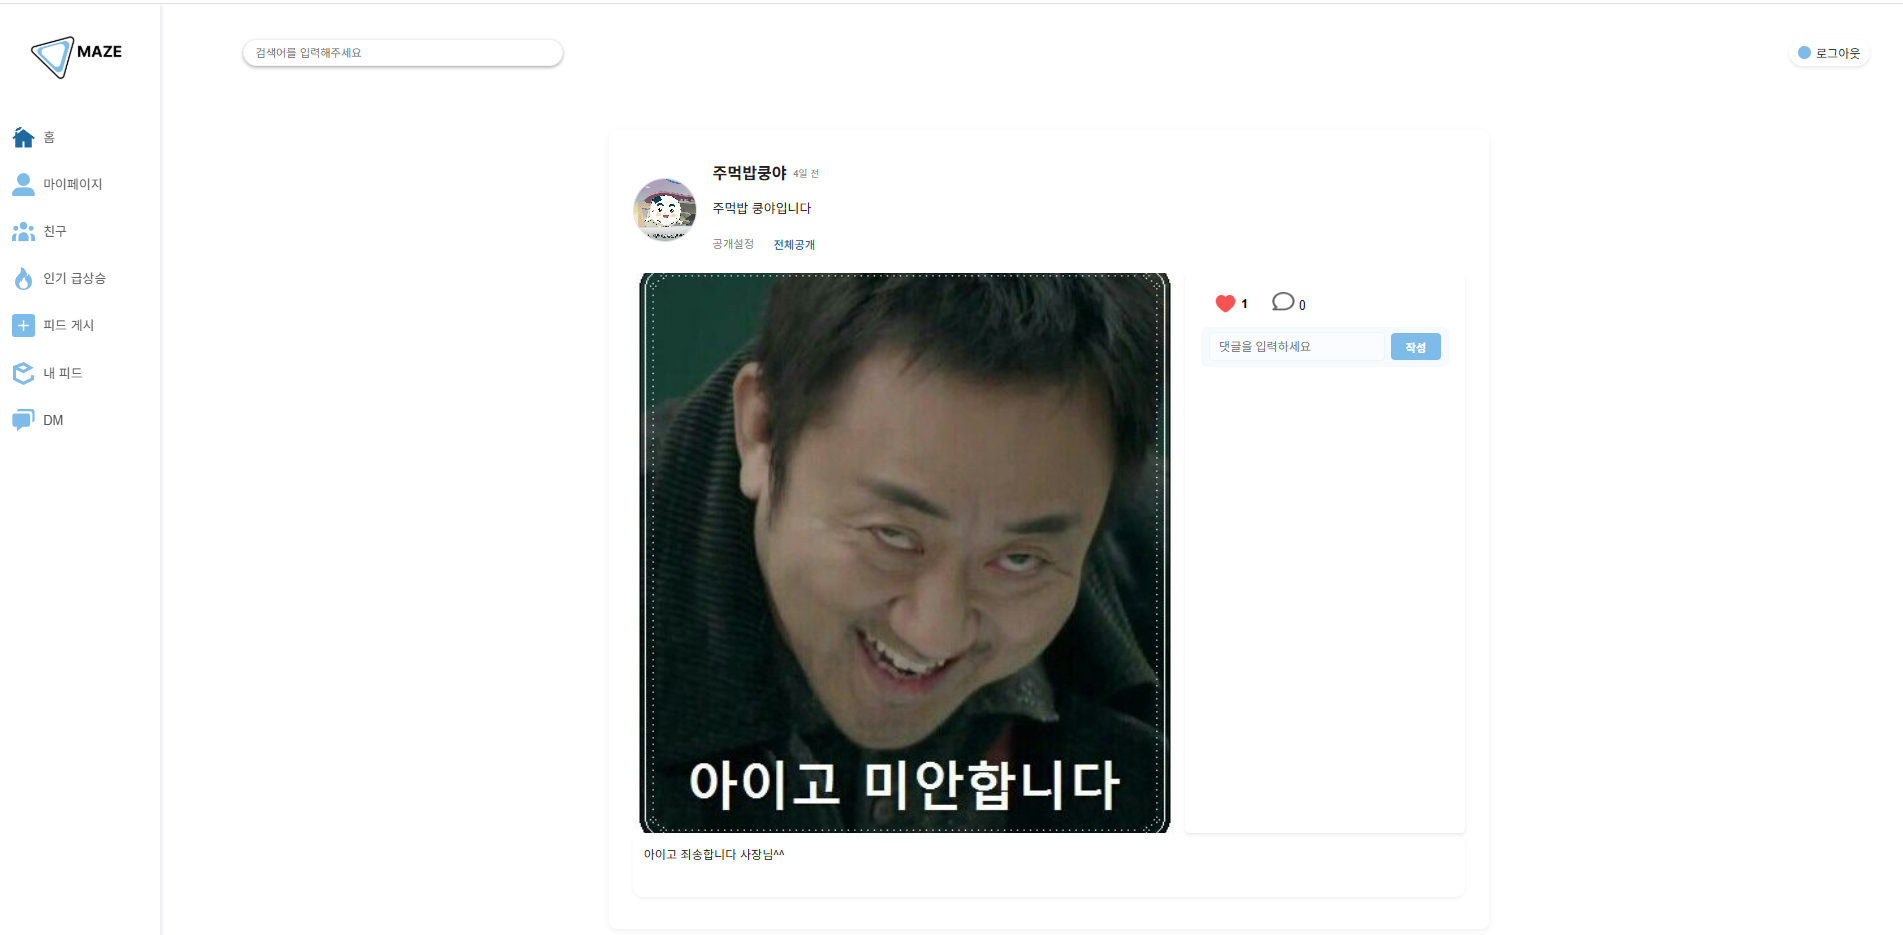 MAZE
검색어를 입력해주세요
로그아웃
홈
마이페이지
친구
인기 급상승
피드 게시
내 피드
DM
주먹밥쿵야 4일 전
주먹밥 쿵야입니다
공개설정 전체공개
1 0
댓글을 입력하세요 작성
아이고 미안합니다
아이고 죄송합니다 사장님^^